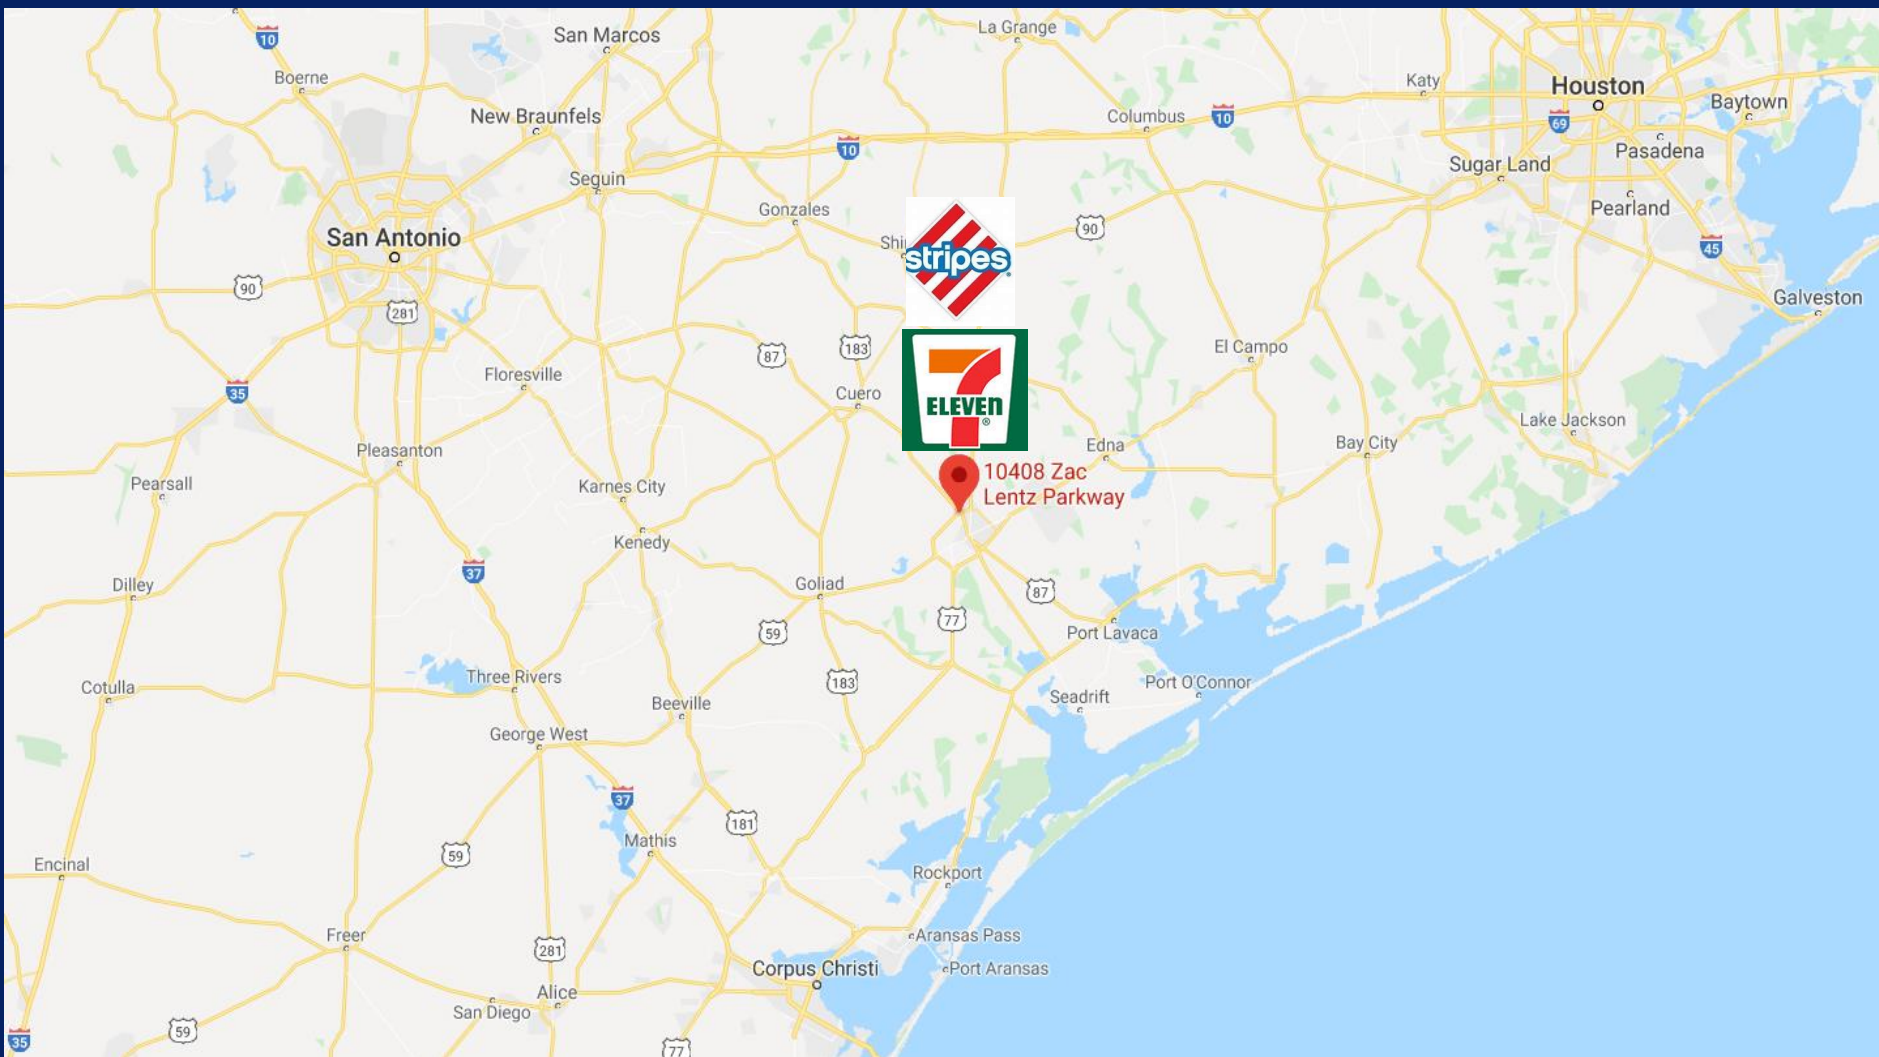 10
San Marcos
La Grange
Boerne
Katy
Houston
New Braunfels
Columbus
10
Baytown
69
10
Pasadena
Sugar Land
Seguin
Gonzales
Pearland
90
San Antonio
Shi
stripes
45
90
281
Galveston
87
183
El Campo
Floresville
35
Cuero
7
ELEVEN
®
Lake Jackson
Pleasanton
Edna
Bay City
10408 Zac
Lentz Parkway
Pearsall
Karnes City
Kenedy
37
Dilley
Goliad
87
77
59
Port Lavaca
Three Rivers
183
Port O'Connor
Cotulla
Seadrift
Beeville
George West
37
181
Mathis
59
Encinal
Rockport
Freer
Aransas Pass
281
Corpus Christi
Port Aransas
Alice
San Diego
59
35
77